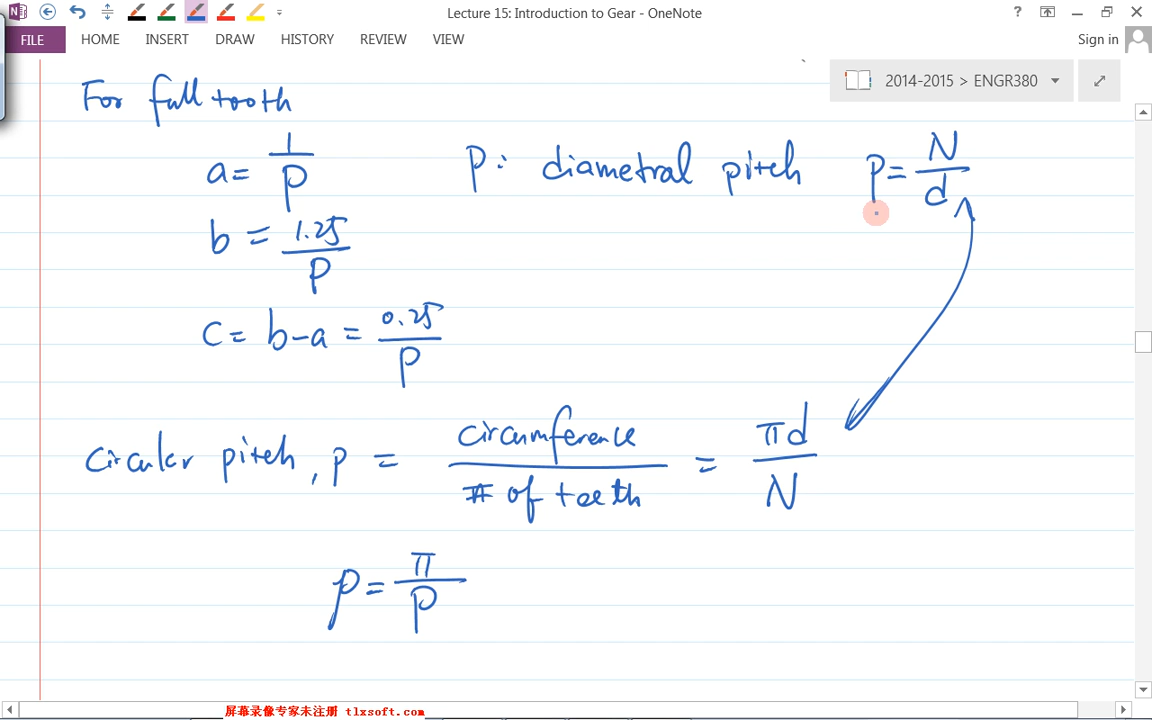 Lecture 15: Introduction to Gear - OneNote
FILE HOME INSERT DRAW HISTORY REVIEW VIEW Sign in
2014-2015 > ENGR380
For full tooth
a = 1/P P: diametral pitch P = N/d
b = 1.25/P
c = b-a = 0.25/P
Circular pitch, p = circumference / # of teeth = πd/N
p = π/P
屏幕录像专家未注册 tlxsoft.com